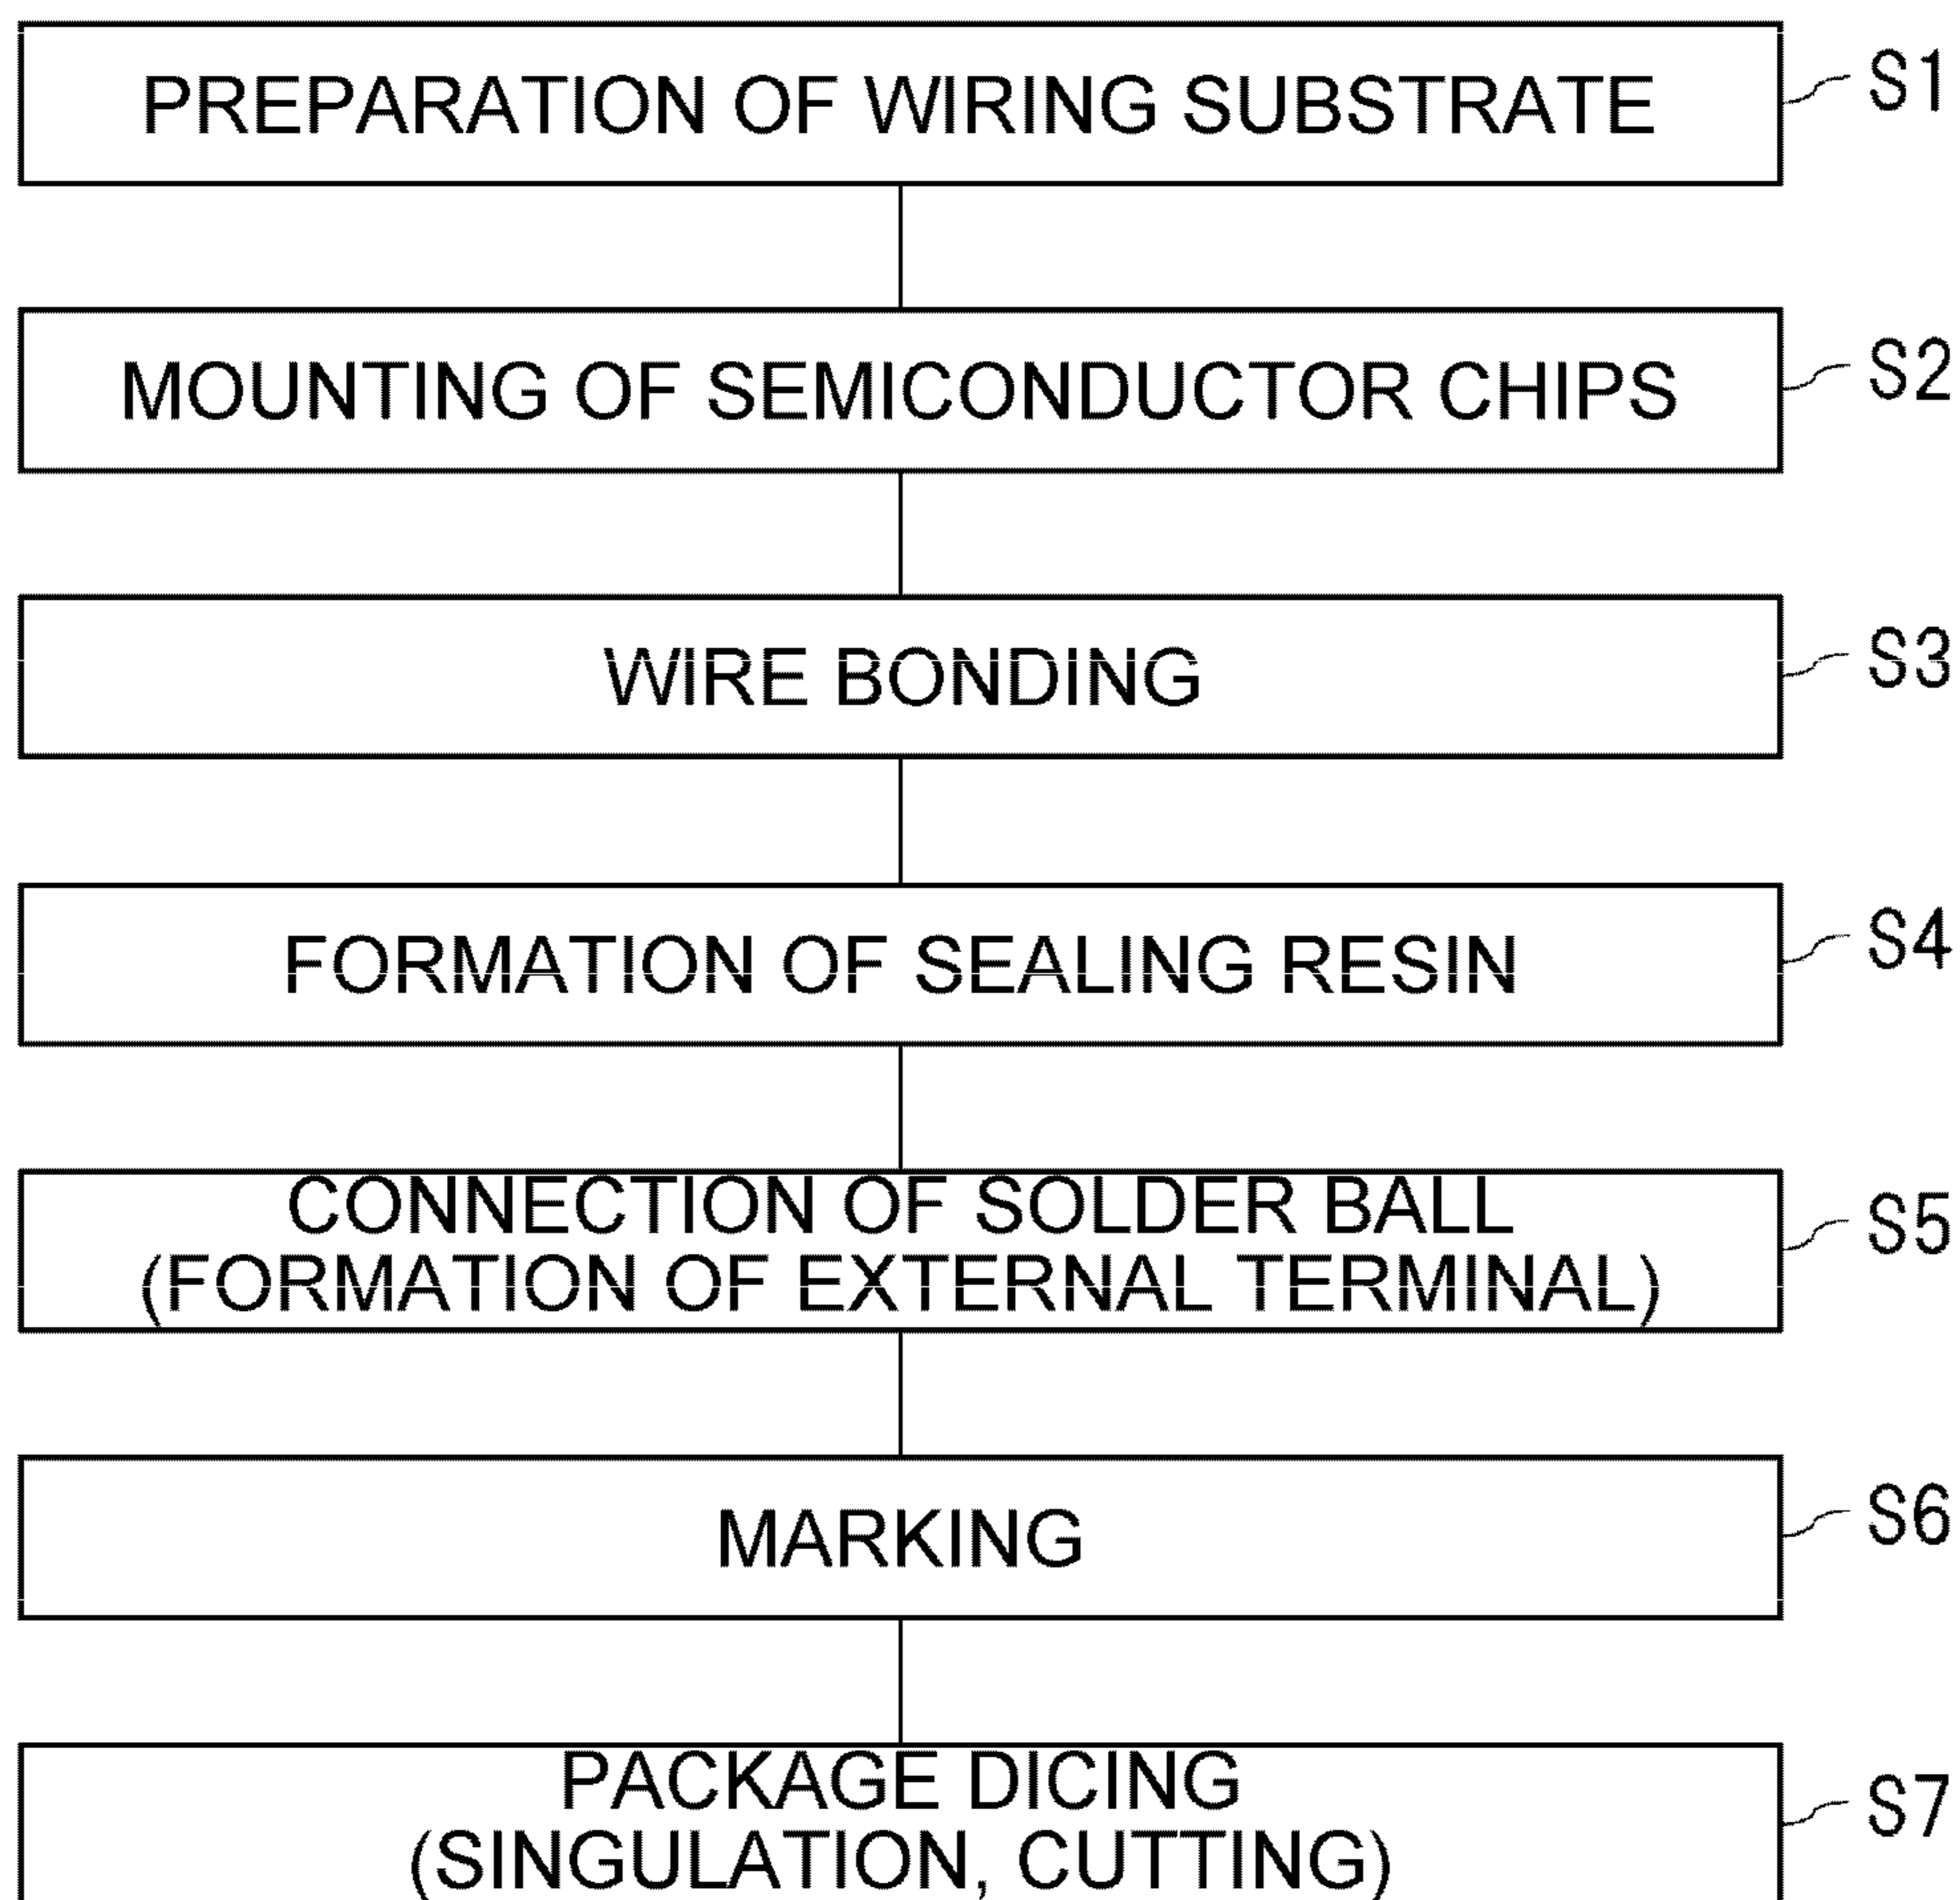 PREPARATION OF WIRING SUBSTRATE S1
MOUNTING OF SEMICONDUCTOR CHIPS S2
WIRE BONDING S3
FORMATION OF SEALING RESIN S4
CONNECTION OF SOLDER BALL
(FORMATION OF EXTERNAL TERMINAL) S5
MARKING S6
PACKAGE DICING
(SINGULATION, CUTTING) S7